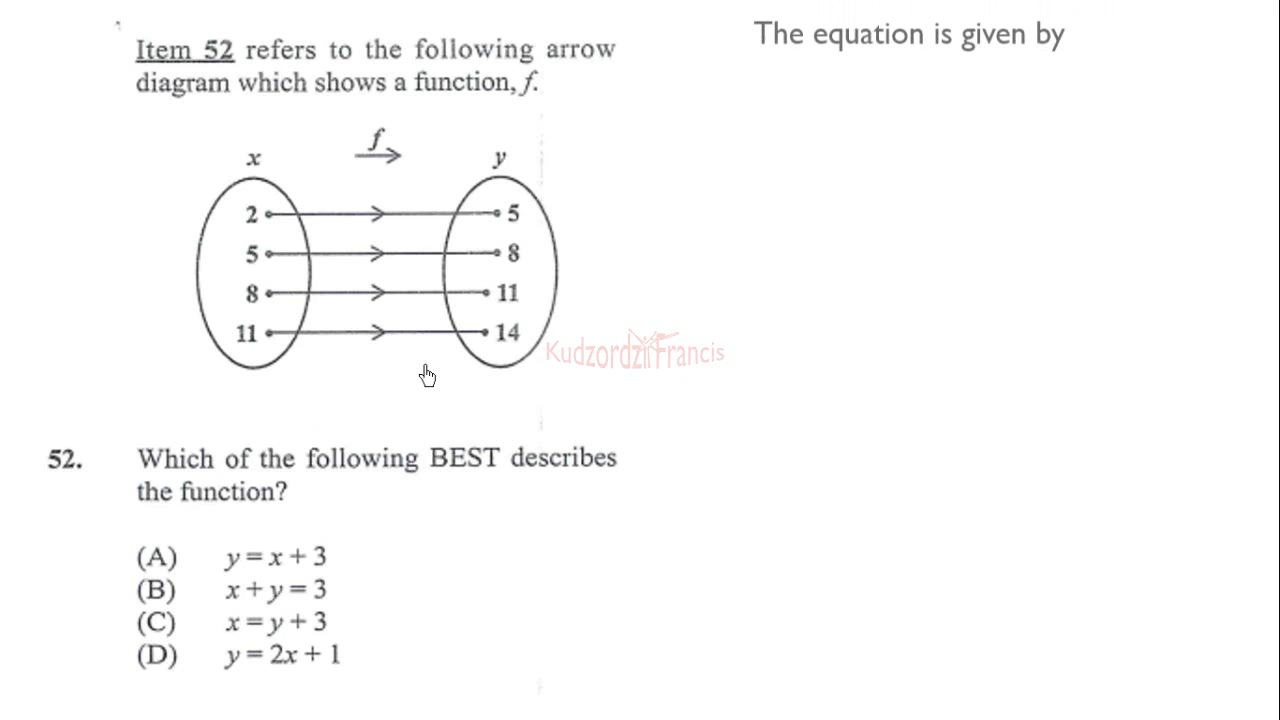 Item 52 refers to the following arrow
diagram which shows a function, f.
The equation is given by
f
x
y
2
5
5
8
8
11
11
14
Kudzordzi Francis
52. Which of the following BEST describes
the function?
(A) y = x + 3
(B) x + y = 3
(C) x = y + 3
(D) y = 2x + 1